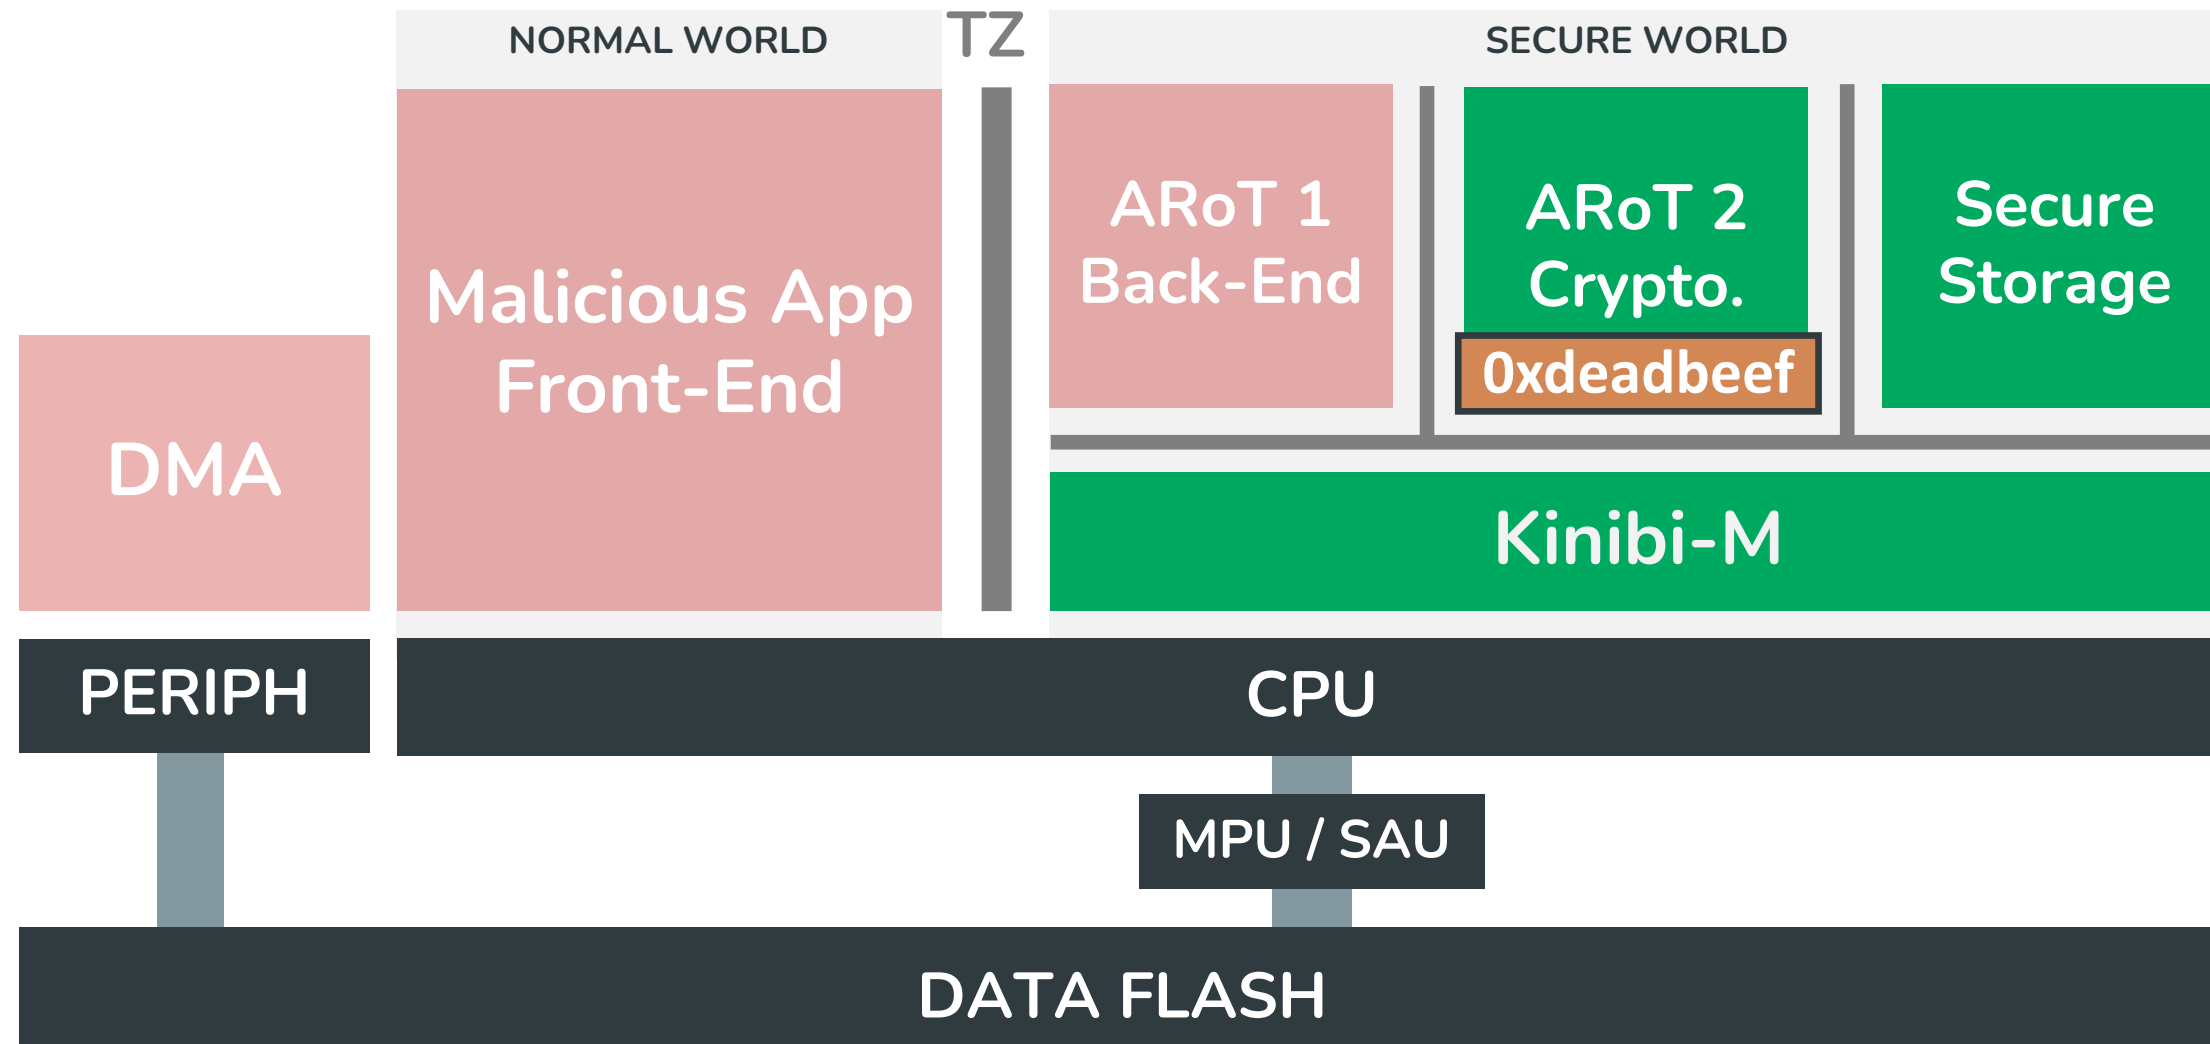 NORMAL WORLD
TZ
SECURE WORLD
Malicious App
Front-End
ARoT 1
Back-End
ARoT 2
Crypto.
0xdeadbeef
Secure
Storage
DMA
Kinibi-M
PERIPH
CPU
MPU / SAU
DATA FLASH